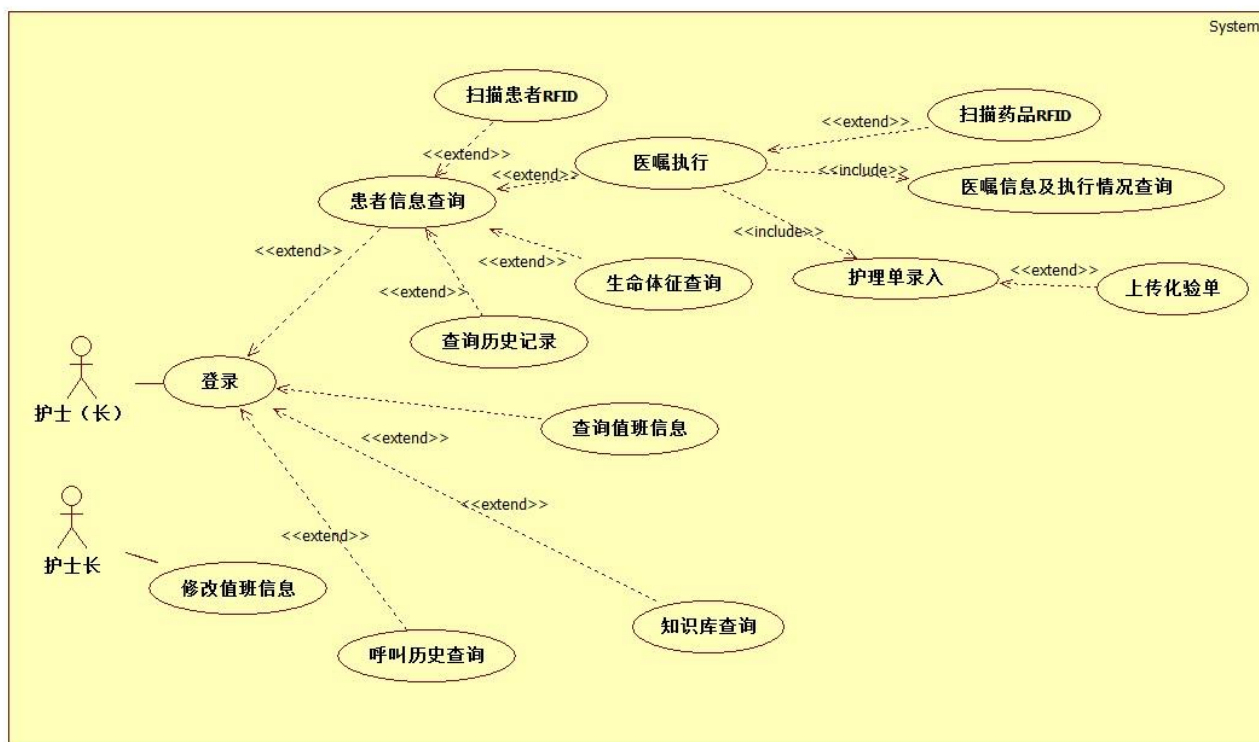 System
扫描患者RFID
<<extend>>
扫描药品RFID
<<extend>>
医嘱执行
<<extend>>
<<include>>
医嘱信息及执行情况查询
患者信息查询
<<extend>>
<<include>>
<<extend>>
生命体征查询
护理单录入
<<extend>>
上传化验单
<<extend>>
查询历史记录
登录
护士（长）
查询值班信息
<<extend>>
<<extend>>
<<extend>>
护士长
修改值班信息
知识库查询
呼叫历史查询